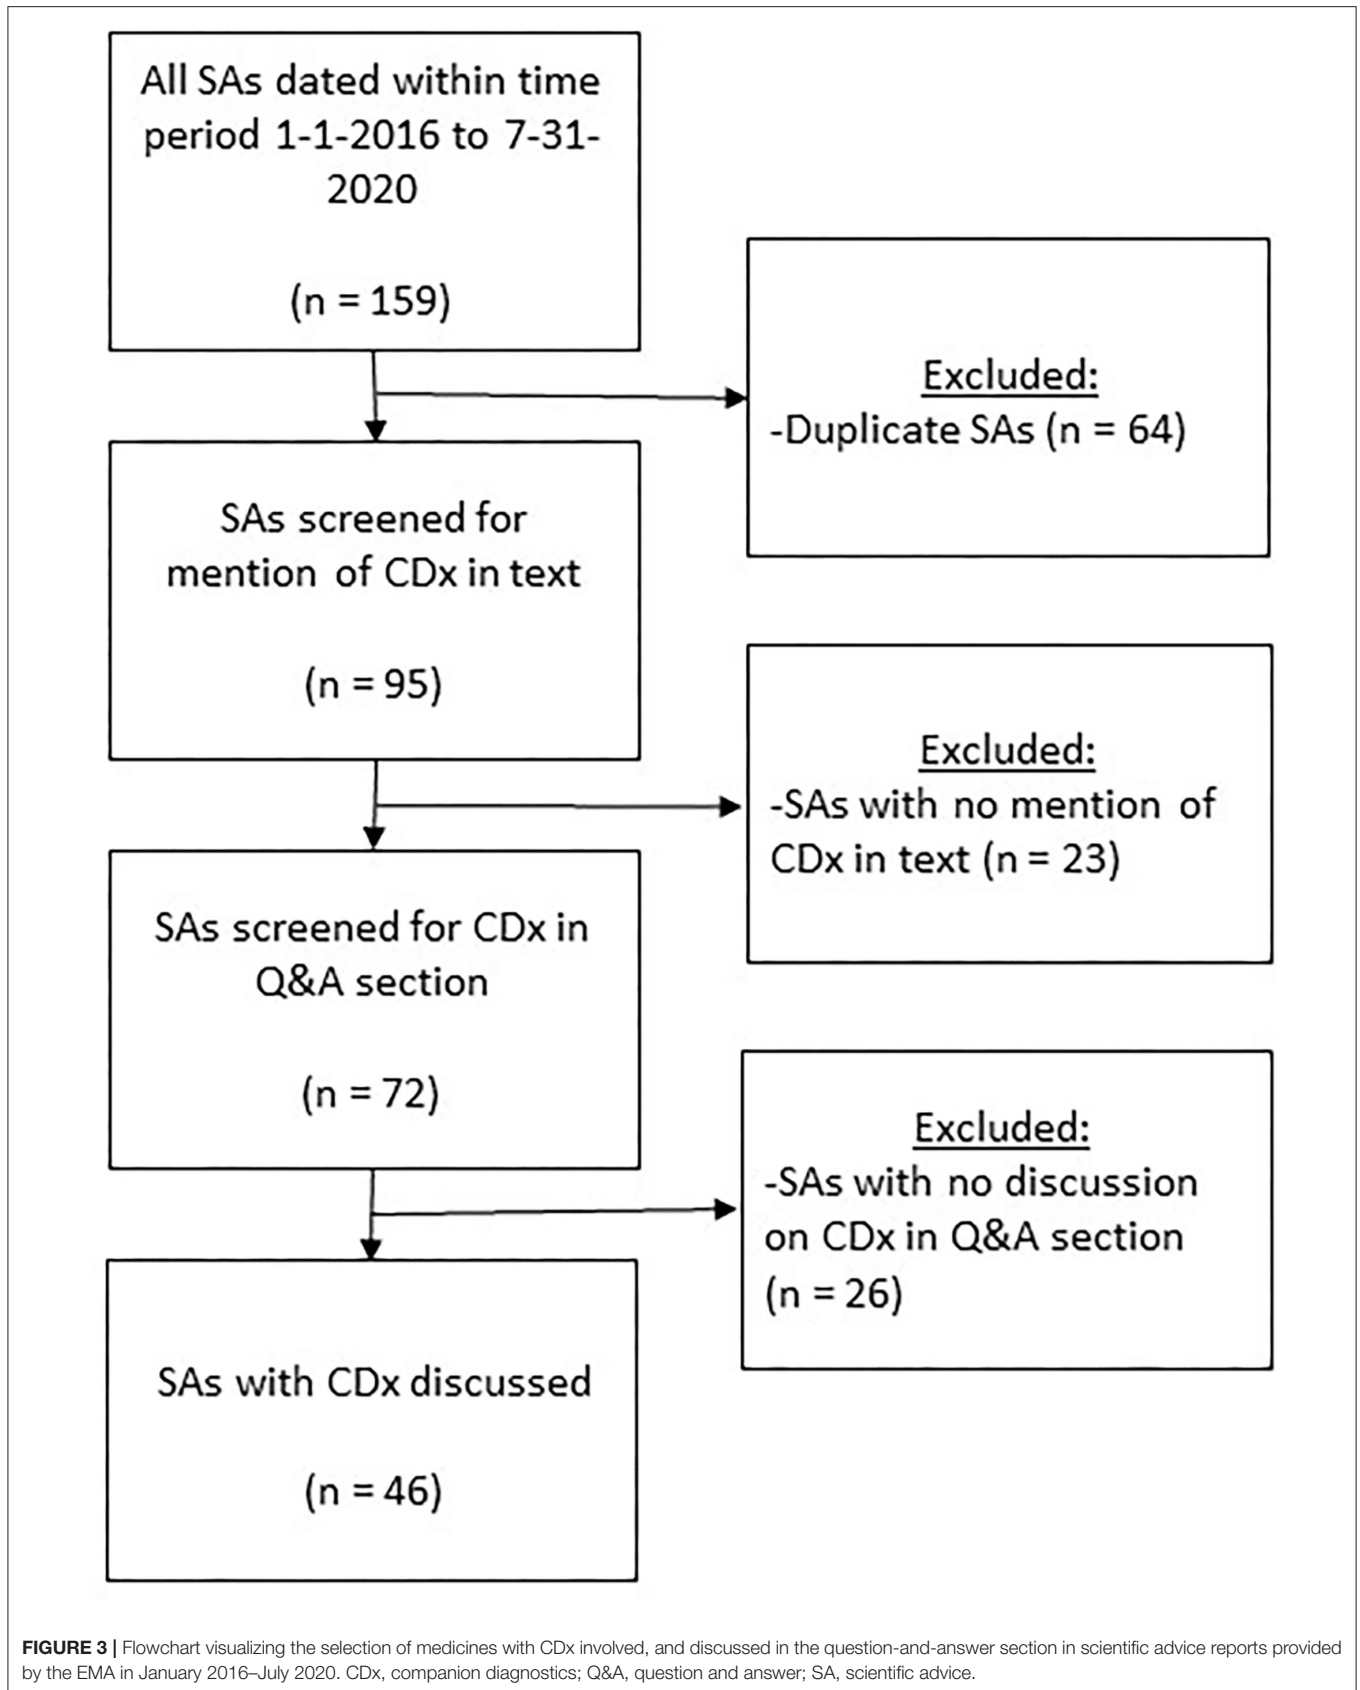 All SAs dated within time
period 1-1-2016 to 7-31-
2020
(n = 159)
Excluded:
-Duplicate SAs (n = 64)
SAs screened for
mention of CDx in text
(n = 95)
Excluded:
-SAs with no mention of
CDx in text (n = 23)
SAs screened for CDx in
Q&A section
(n = 72)
Excluded:
-SAs with no discussion
on CDx in Q&A section
(n = 26)
SAs with CDx discussed
(n = 46)
FIGURE 3 | Flowchart visualizing the selection of medicines with CDx involved, and discussed in the question-and-answer section in scientific advice reports provided
by the EMA in January 2016–July 2020. CDx, companion diagnostics; Q&A, question and answer; SA, scientific advice.